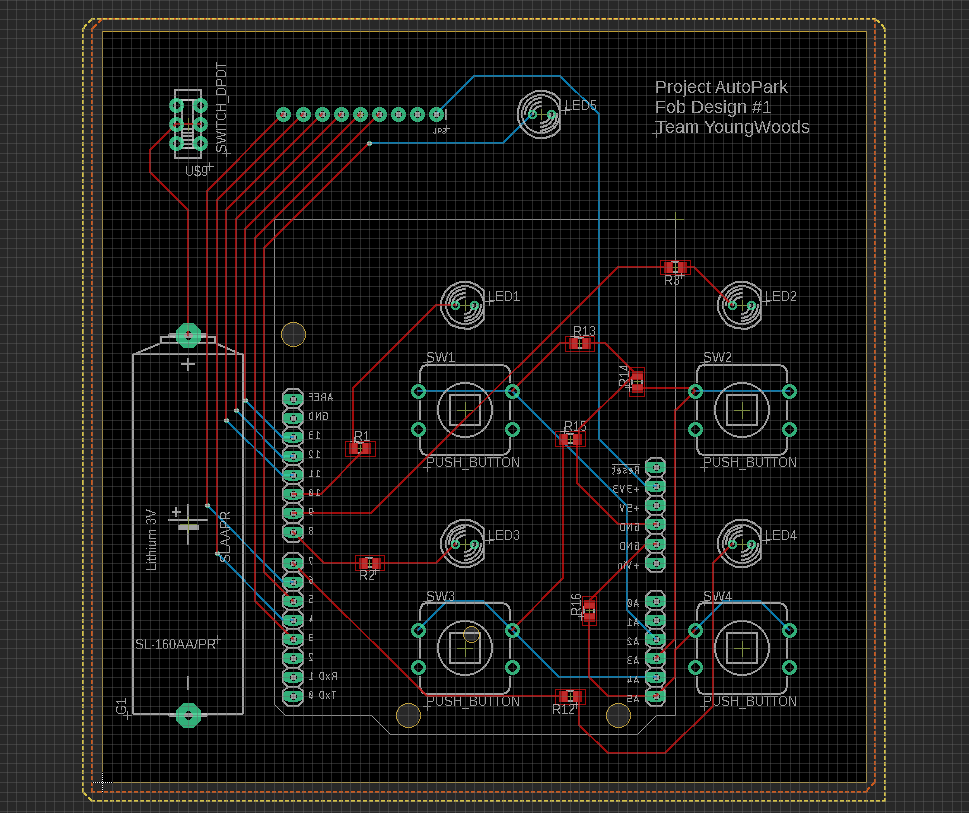 Project AutoPark
Fob Design #1
Team YoungWoods
SWITCH_DPDT
U$9
LED5
R3
LED1
LED2
R13
R14
SW1
SW2
R1
R15
PUSH_BUTTON
PUSH_BUTTON
AREF
GND
13
12
11
10
9
8
7
6
5
4
3
2
RxD 1
TxD 0
Reset
+3V3
+5V
GND
GND
+Vin
A0
A1
A2
A3
A4
A5
Lithium 3V
SLAAPR
SL-160AA/PR
G1
LED3
LED4
R2
SW3
R16
SW4
PUSH_BUTTON
PUSH_BUTTON
R12